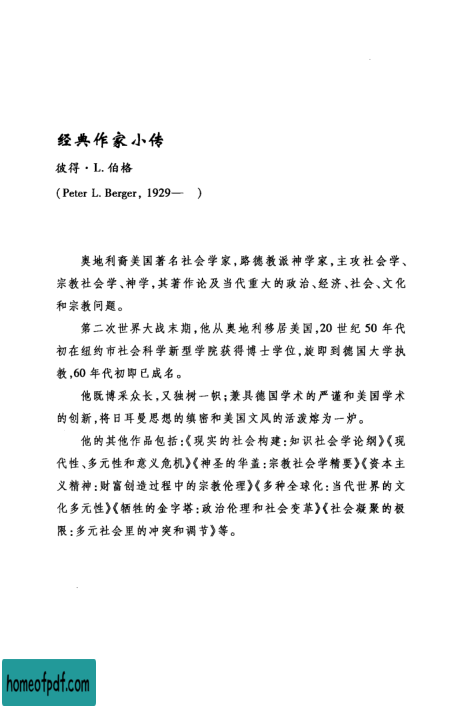 经典作家小传
彼得·L.伯格
(Peter L. Berger, 1929— )
奥地利裔美国著名社会学家,路德教派神学家,主攻社会学、
宗教社会学、神学,其著作论及当代重大的政治、经济、社会、文化
和宗教问题。
第二次世界大战末期,他从奥地利移居美国,20 世纪 50 年代
初在纽约市社会科学新型学院获得博士学位,旋即到德国大学执
教,60 年代初即已成名。
他既博采众长,又独树一帜;兼具德国学术的严谨和美国学术
的创新,将日耳曼思想的缜密和美国文风的活泼熔为一炉。
他的其他作品包括:《现实的社会构建:知识社会学论纲》《现
代性、多元性和意义危机》《神圣的华盖:宗教社会学精要》《资本主
义精神:财富创造过程中的宗教伦理》《多种全球化:当代世界的文
化多元性》《牺牲的金字塔:政治伦理和社会变革》《社会凝聚的极
限:多元社会里的冲突和调节》等。
homeofpdf.com